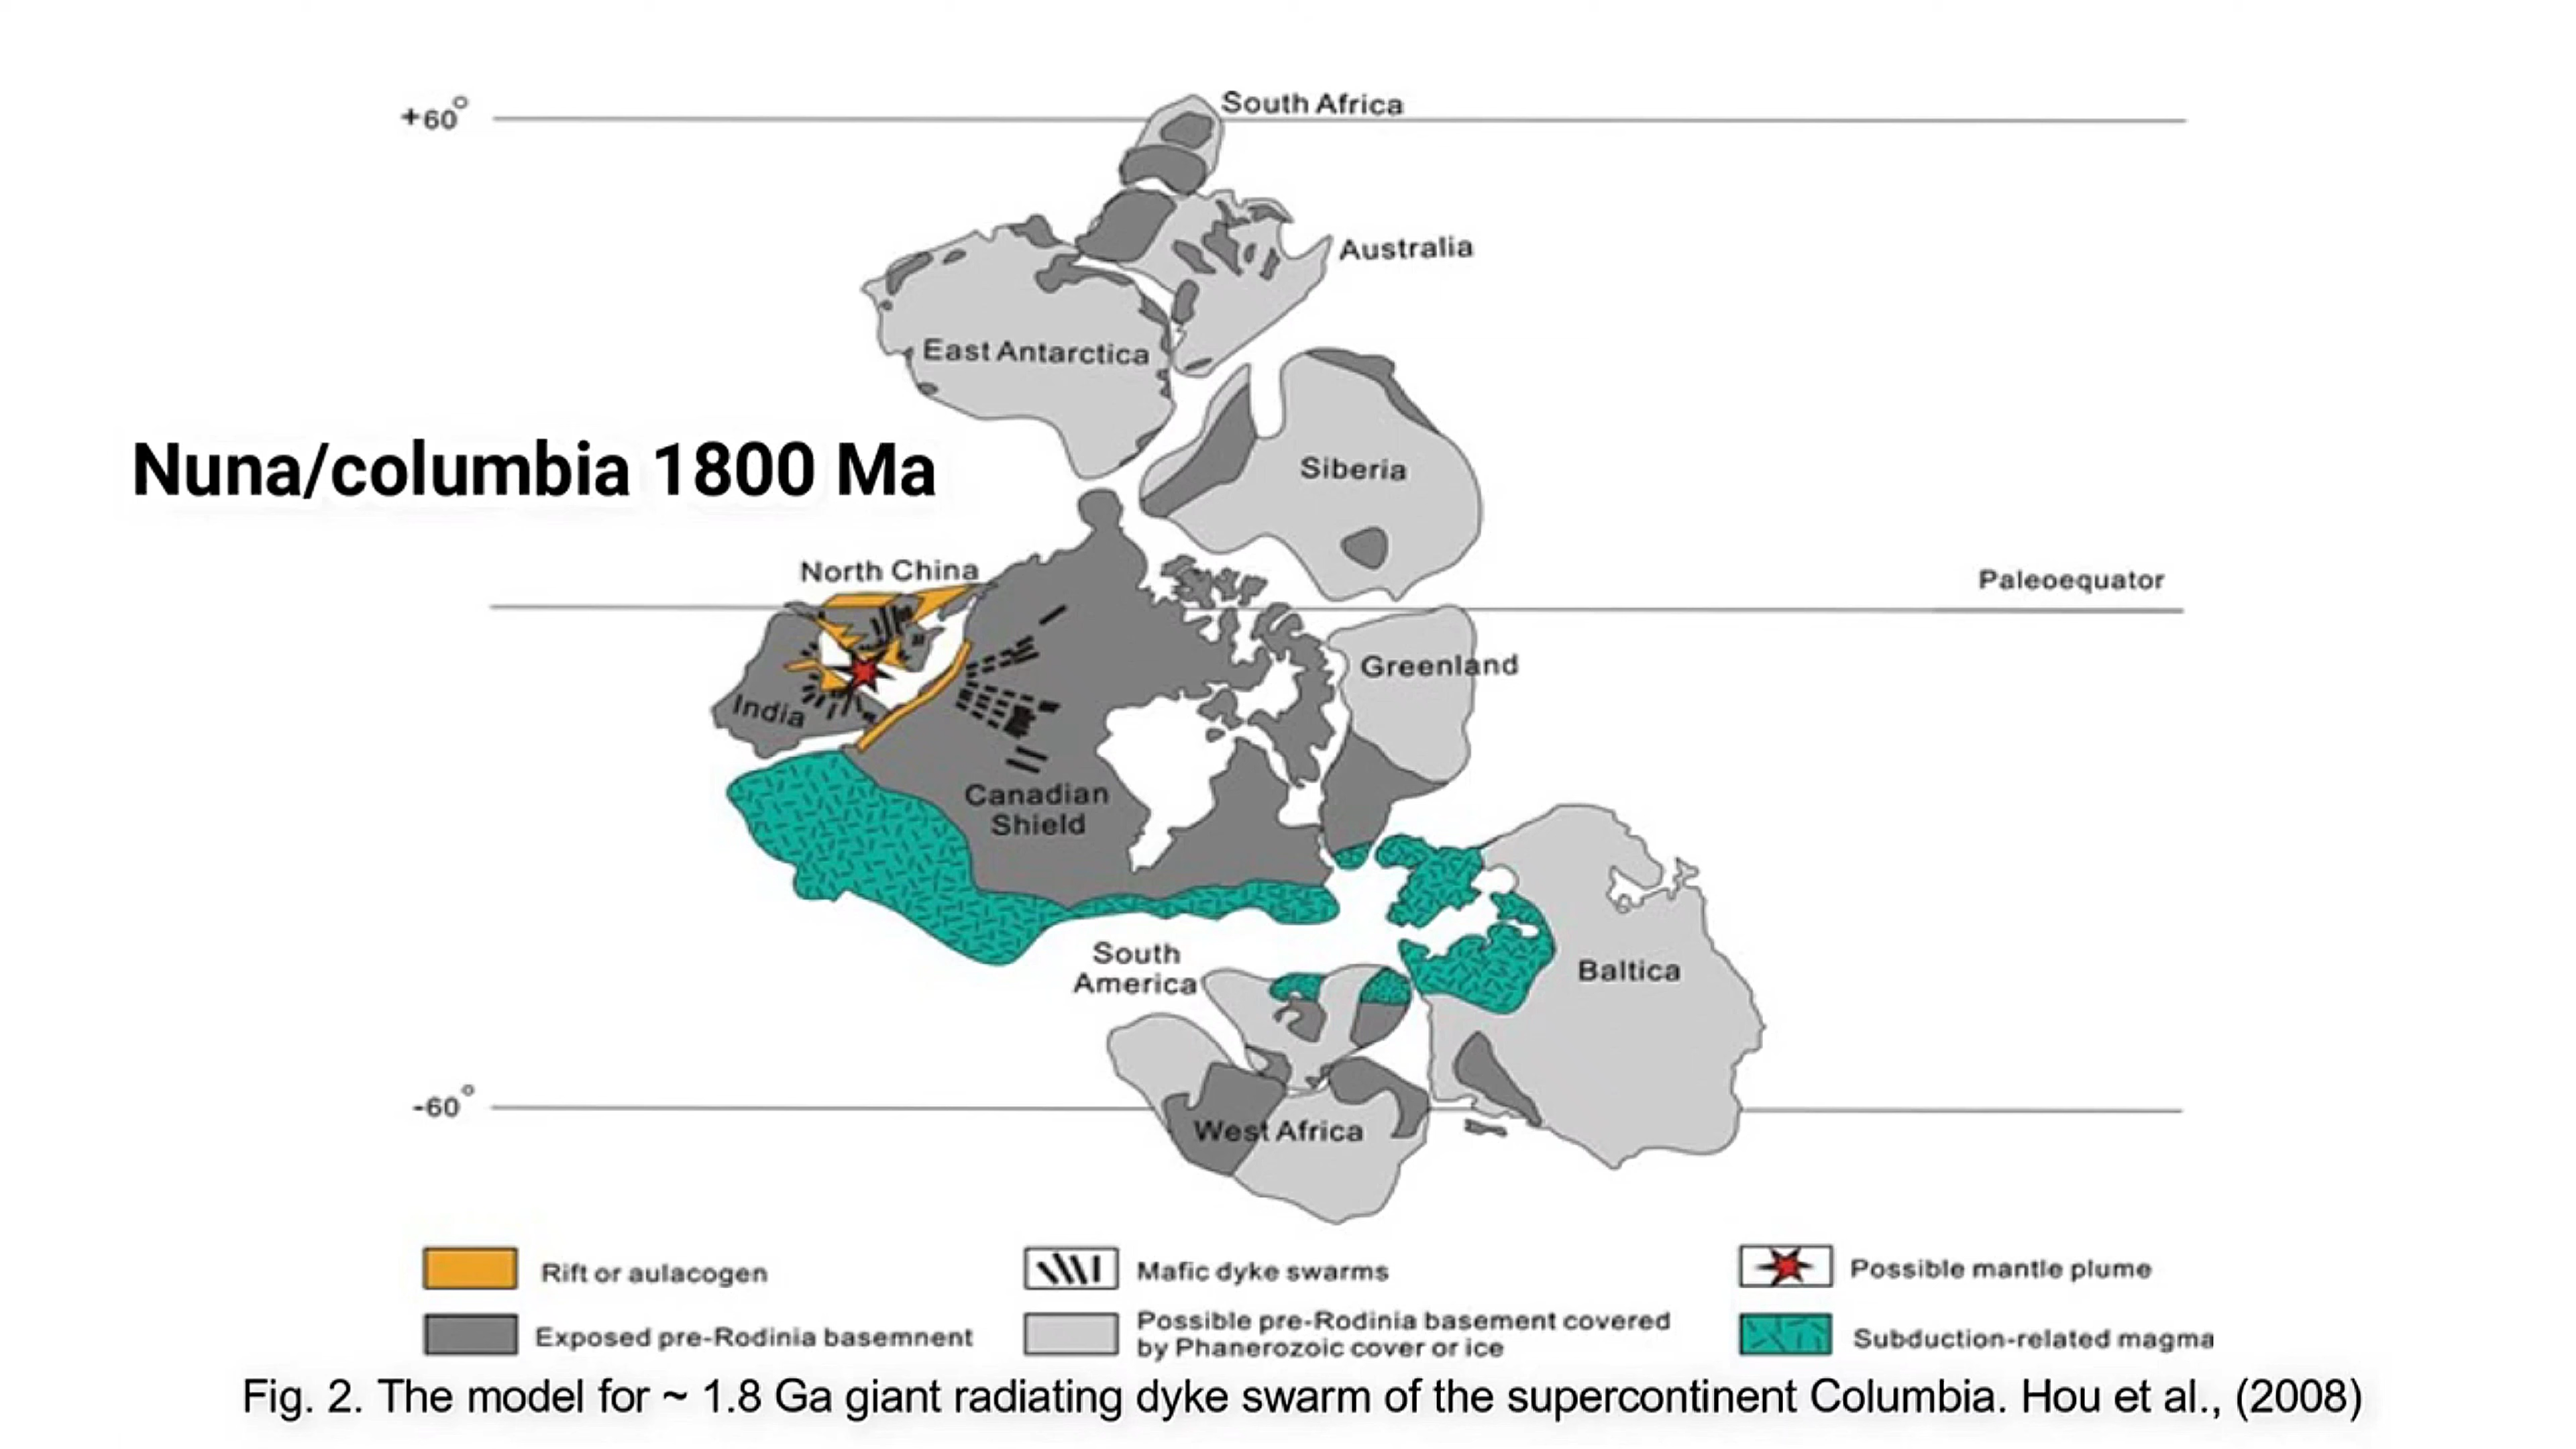 +60°
South Africa
Australia
East Antarctica
Siberia
Nuna/columbia 1800 Ma
North China
Paleoequator
Greenland
India
Canadian
Shield
South
America
Baltica
-60°
West Africa
Rift or aulacogen
Mafic dyke swarms
Possible mantle plume
Exposed pre-Rodinia basemnent
Possible pre-Rodinia basement covered
by Phanerozoic cover or ice
Subduction-related magma
Fig. 2. The model for ~ 1.8 Ga giant radiating dyke swarm of the supercontinent Columbia. Hou et al., (2008)